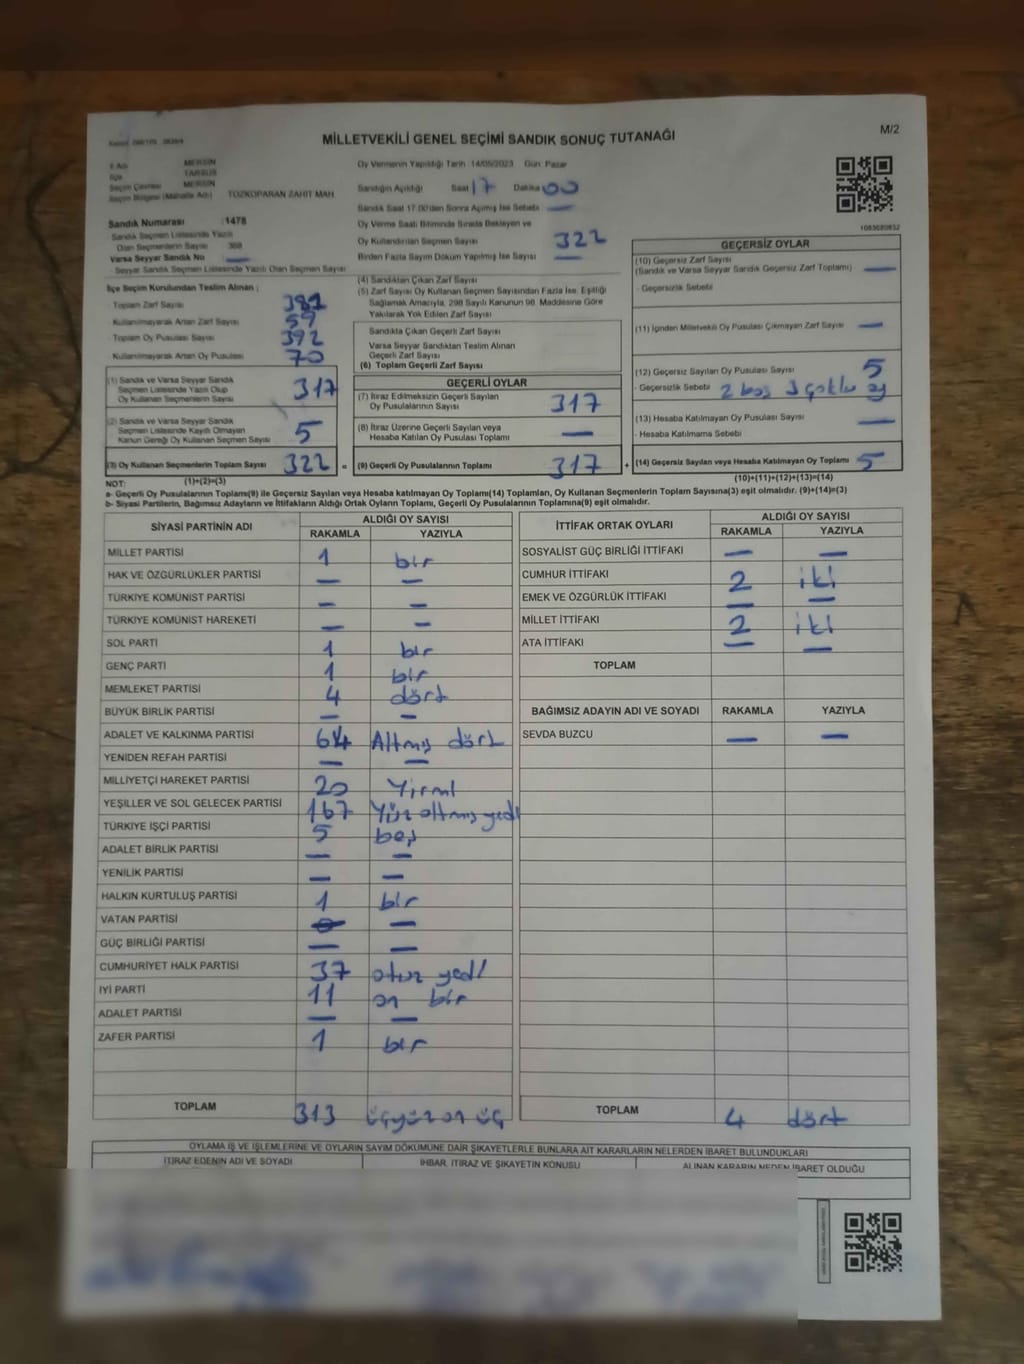 MİLLETVEKİLİ GENEL SEÇİMİ SANDIK SONUÇ TUTANAĞI
M/2
İl Adı MERSİN
İlçe TARSUS
Seçim Çevresi MERSİN
Seçim Bölgesi (Mahalle Adı) TOZKOPARAN ZAHİT MAH
Sandık Numarası : 1478
Sandık Seçmen Listesinde Yazılı
Olan Seçmenlerin Sayısı
Varsa Seyyar Sandık No —
Seyyar Sandık Seçmen Listesinde Yazılı Olan Seçmen Sayısı
Oy Vermenin Yapıldığı Tarih 14/05/2023 Gün: Pazar
Sandığın Açıldığı Saat 17 Dakika 00
Sandık Saat 17:00'den Sonra Açılmış İse Sebebi —
Oy Verme Saati Bitiminde Sırada Bekleyen ve
Oy Kullandırılan Seçmen Sayısı 322
Birden Fazla Sayım Döküm Yapılmış İse Sayısı —
1083080832
İlçe Seçim Kurulundan Teslim Alınan ;
- Toplam Zarf Sayısı 381
- Kullanılmayarak Artan Zarf Sayısı 59
- Toplam Oy Pusulası Sayısı 392
- Kullanılmayarak Artan Oy Pusulası 70
(4) Sandıktan Çıkan Zarf Sayısı
(5) Zarf Sayısı Oy Kullanan Seçmen Sayısından Fazla İse, Eşitliği
Sağlamak Amacıyla, 298 Sayılı Kanunun 98. Maddesine Göre
Yakılarak Yok Edilen Zarf Sayısı
Sandıkta Çıkan Geçerli Zarf Sayısı
Varsa Seyyar Sandıktan Teslim Alınan
Geçerli Zarf Sayısı
(6) Toplam Geçerli Zarf Sayısı
GEÇERSİZ OYLAR
(10) Geçersiz Zarf Sayısı
(Sandık ve Varsa Seyyar Sandık Geçersiz Zarf Toplamı) —
- Geçersizlik Sebebi
(11) İçinden Milletvekili Oy Pusulası Çıkmayan Zarf Sayısı —
(12) Geçersiz Sayılan Oy Pusulası Sayısı 5
- Geçersizlik Sebebi 2 boş 3 çoklu oy
(13) Hesaba Katılmayan Oy Pusulası Sayısı —
- Hesaba Katılmama Sebebi
(14) Geçersiz Sayılan veya Hesaba Katılmayan Oy Toplamı 5
(10)+(11)+(12)+(13)=(14)
(1) Sandık ve Varsa Seyyar Sandık
Seçmen Listesinde Yazılı Olup
Oy Kullanan Seçmenlerin Sayısı 317
(2) Sandık ve Varsa Seyyar Sandık
Seçmen Listesinde Kayıtlı Olmayan
Kanun Gereği Oy Kullanan Seçmen Sayısı 5
(3) Oy Kullanan Seçmenlerin Toplam Sayısı 322 =
(1)+(2)=(3)
GEÇERLİ OYLAR
(7) İtiraz Edilmeksizin Geçerli Sayılan
Oy Pusulalarının Sayısı 317
(8) İtiraz Üzerine Geçerli Sayılan veya
Hesaba Katılan Oy Pusulası Toplamı —
(9) Geçerli Oy Pusulalarının Toplamı 317 +
NOT:
a- Geçerli Oy Pusulalarının Toplamı(9) ile Geçersiz Sayılan veya Hesaba katılmayan Oy Toplamı(14) Toplamları, Oy Kullanan Seçmenlerin Toplam Sayısına(3) eşit olmalıdır. (9)+(14)=(3)
b- Siyasi Partilerin, Bağımsız Adayların ve İttifakların Aldığı Ortak Oyların Toplamı, Geçerli Oy Pusulalarının Toplamına(9) eşit olmalıdır.
SİYASİ PARTİNİN ADI ALDIĞI OY SAYISI
RAKAMLA YAZIYLA
MİLLET PARTİSİ 1 bir
HAK VE ÖZGÜRLÜKLER PARTİSİ — —
TÜRKİYE KOMÜNİST PARTİSİ — —
TÜRKİYE KOMÜNİST HAREKETİ — —
SOL PARTİ 1 bir
GENÇ PARTİ 1 bir
MEMLEKET PARTİSİ 4 dört
BÜYÜK BİRLİK PARTİSİ — —
ADALET VE KALKINMA PARTİSİ 64 Altmış dört
YENİDEN REFAH PARTİSİ — —
MİLLİYETÇİ HAREKET PARTİSİ 20 Yirmi
YEŞİLLER VE SOL GELECEK PARTİSİ 167 Yüz altmış yedi
TÜRKİYE İŞÇİ PARTİSİ 5 beş
ADALET BİRLİK PARTİSİ — —
YENİLİK PARTİSİ — —
HALKIN KURTULUŞ PARTİSİ 1 bir
VATAN PARTİSİ — —
GÜÇ BİRLİĞİ PARTİSİ — —
CUMHURİYET HALK PARTİSİ 37 otuz yedi
İYİ PARTİ 11 on bir
ADALET PARTİSİ — —
ZAFER PARTİSİ 1 bir
TOPLAM 313 üçyüz on üç
İTTİFAK ORTAK OYLARI ALDIĞI OY SAYISI
RAKAMLA YAZIYLA
SOSYALİST GÜÇ BİRLİĞİ İTTİFAKI — —
CUMHUR İTTİFAKI 2 iki
EMEK VE ÖZGÜRLÜK İTTİFAKI — —
MİLLET İTTİFAKI 2 iki
ATA İTTİFAKI — —
TOPLAM
BAĞIMSIZ ADAYIN ADI VE SOYADI RAKAMLA YAZIYLA
SEVDA BUZCU — —
TOPLAM 4 dört
OYLAMA İŞ VE İŞLEMLERİNE VE OYLARIN SAYIM DÖKÜMÜNE DAİR ŞİKAYETLERLE BUNLARA AİT KARARLARIN NELERDEN İBARET BULUNDUKLARI
İTİRAZ EDENİN ADI VE SOYADI İHBAR, İTİRAZ VE ŞİKAYETİN KONUSU ALINAN KARARIN NEDEN İBARET OLDUĞU